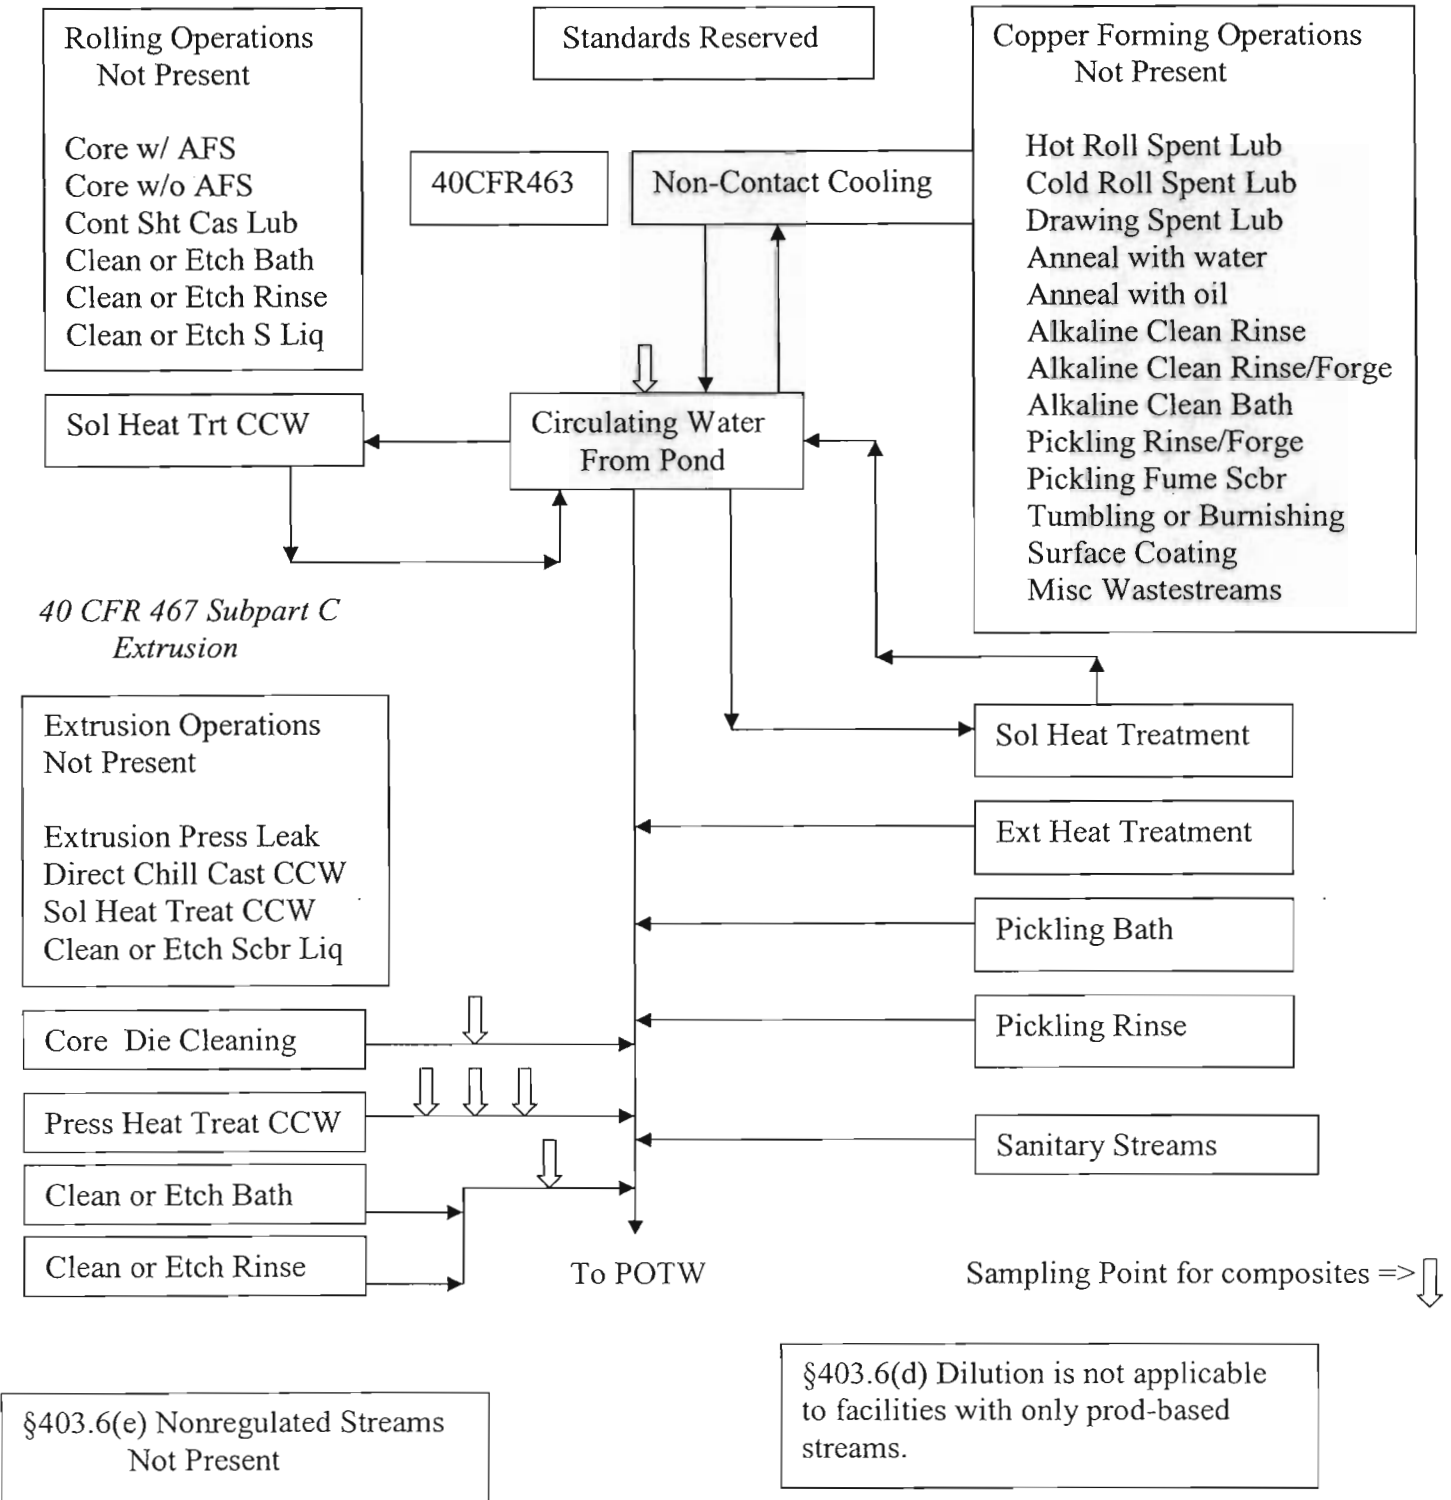 Rolling Operations
Not Present
Core w/ AFS
Core w/o AFS
Cont Sht Cas Lub
Clean or Etch Bath
Clean or Etch Rinse
Clean or Etch S Liq
Standards Reserved
40CFR463
Non-Contact Cooling
Copper Forming Operations
Not Present
Hot Roll Spent Lub
Cold Roll Spent Lub
Drawing Spent Lub
Anneal with water
Anneal with oil
Alkaline Clean Rinse
Alkaline Clean Rinse/Forge
Alkaline Clean Bath
Pickling Rinse/Forge
Pickling Fume Scbr
Tumbling or Burnishing
Surface Coating
Misc Wastestreams
Sol Heat Trt CCW
Circulating Water
From Pond
40 CFR 467 Subpart C
Extrusion
Extrusion Operations
Not Present
Extrusion Press Leak
Direct Chill Cast CCW
Sol Heat Treat CCW
Clean or Etch Scbr Liq
Sol Heat Treatment
Ext Heat Treatment
Pickling Bath
Pickling Rinse
Sanitary Streams
Core Die Cleaning
Press Heat Treat CCW
Clean or Etch Bath
Clean or Etch Rinse
To POTW
Sampling Point for composites =>
§403.6(d) Dilution is not applicable
to facilities with only prod-based
streams.
§403.6(e) Nonregulated Streams
Not Present